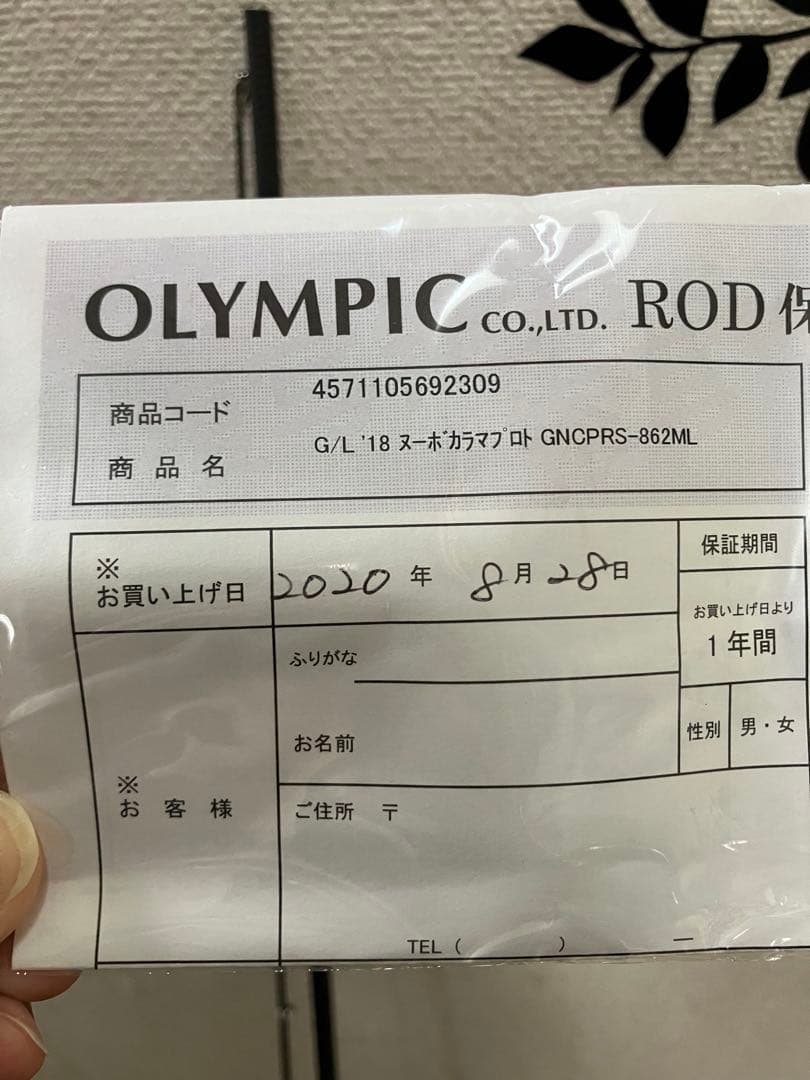 OLYMPIC CO.,LTD. ROD 保
商品コード 4571105692309
商品名 G/L '18 ヌーボカラマプロト GNCPRS-862ML
※
お買い上げ日 2020 年 8月 28日
保証期間
お買い上げ日より
1年間
ふりがな
お名前
性別 男・女
※
お客様
ご住所 〒
TEL ( ) ー